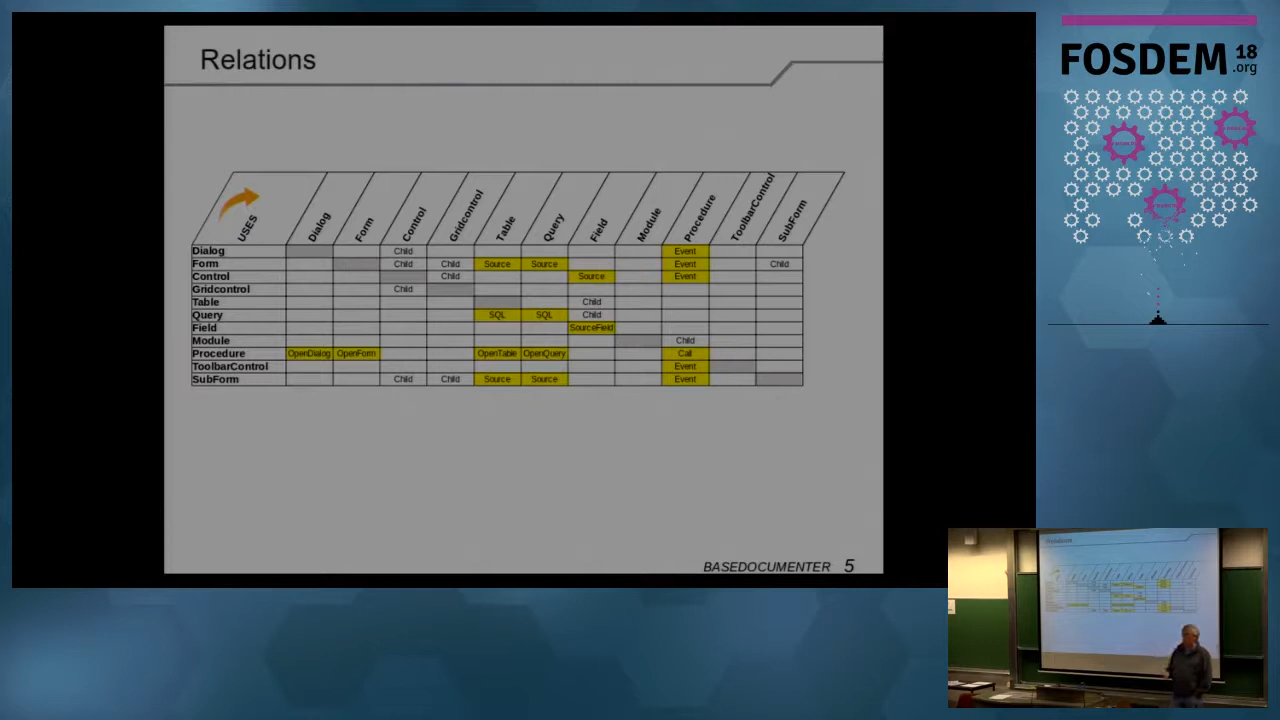 Relations
FOSDEM 18
.org
USES Dialog Form Control Gridcontrol Table Query Field Module Procedure ToolbarControl SubForm
Dialog Child Event
Form Child Child Source Source Event Child
Control Child Source Event
Gridcontrol Child
Table Child
Query SQL SQL Child
Field SourceField
Module Child
Procedure OpenDialog OpenForm OpenTable OpenQuery Call
ToolbarControl Event
SubForm Child Child Source Source Event
BASEDOCUMENTER 5